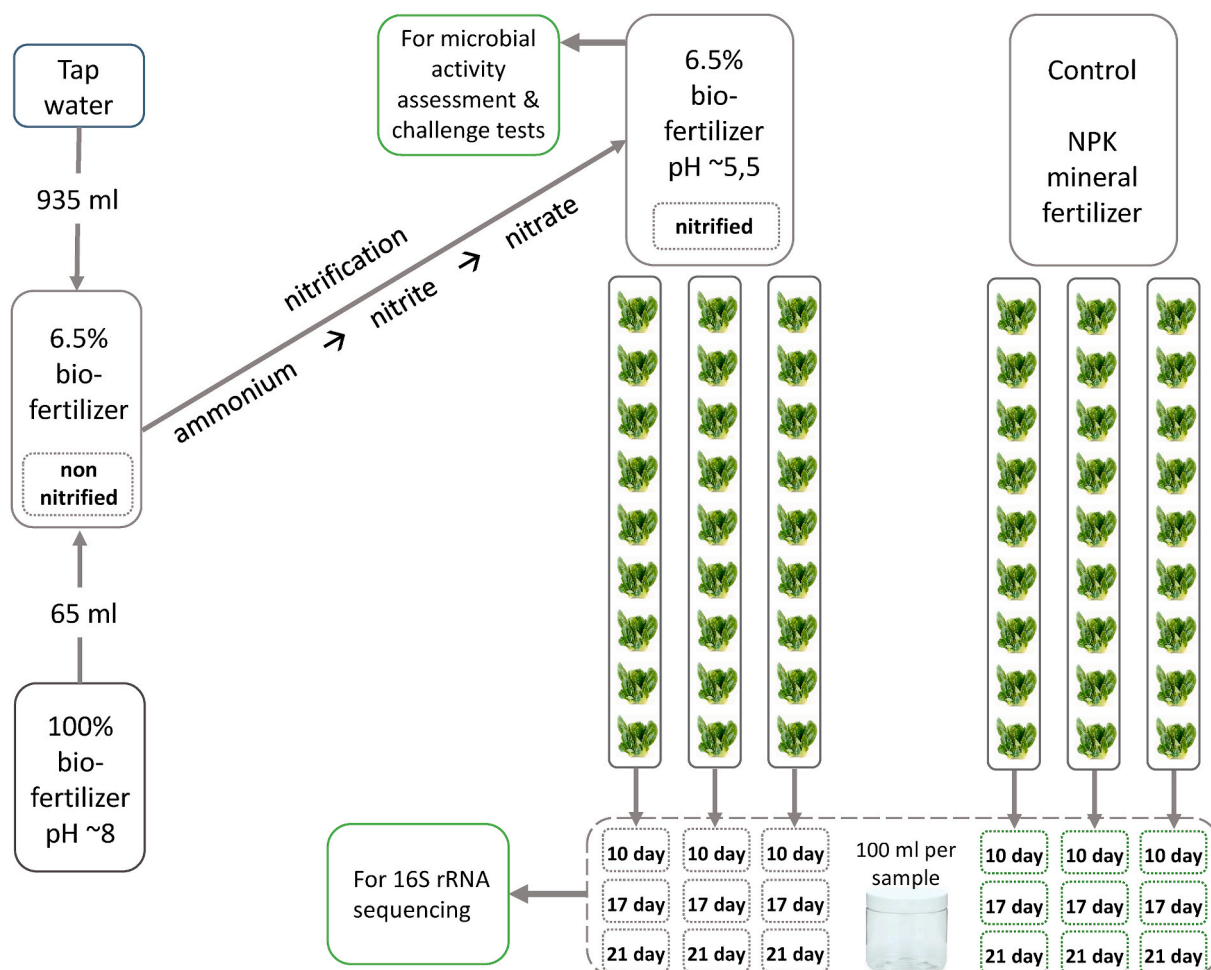 Tap
water
935 ml
6.5%
bio-
fertilizer
non
nitrified
65 ml
100%
bio-
fertilizer
pH ~8
nitrification
ammonium → nitrite → nitrate
For microbial
activity
assessment &
challenge tests
6.5%
bio-
fertilizer
pH ~5,5
nitrified
Control
NPK
mineral
fertilizer
For 16S rRNA
sequencing
10 day 10 day 10 day
17 day 17 day 17 day
21 day 21 day 21 day
100 ml per
sample
10 day 10 day 10 day
17 day 17 day 17 day
21 day 21 day 21 day